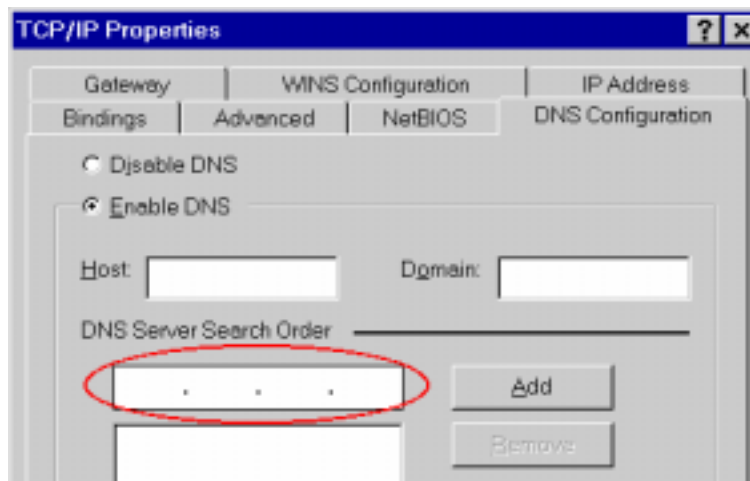 TCP/IP Properties
? ×
Gateway WINS Configuration IP Address
Bindings Advanced NetBIOS DNS Configuration
Disable DNS
Enable DNS
Host: Domain:
DNS Server Search Order
. . . Add
Remove